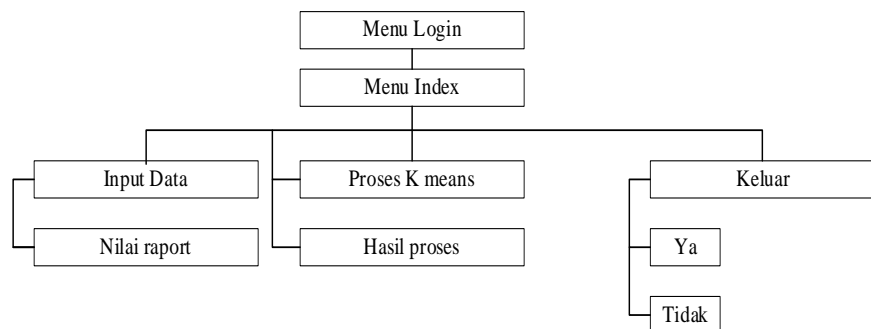 Menu Login
Menu Index
Input Data
Proses K means
Keluar
Nilai raport
Hasil proses
Ya
Tidak